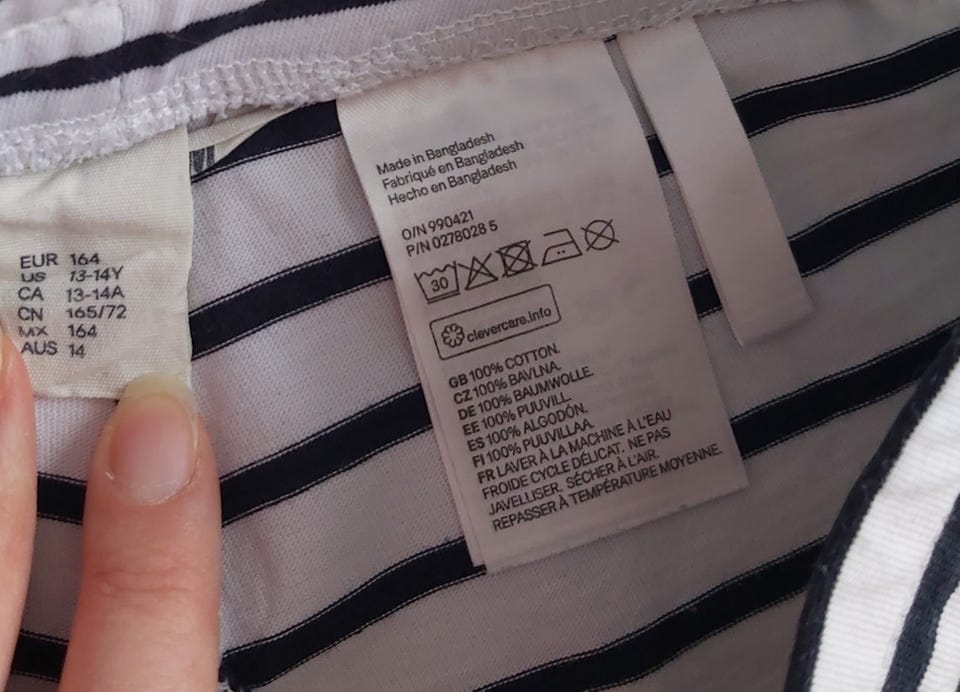 EUR 164
US 13-14Y
CA 13-14A
CN 165/72
MX 164
AUS 14
Made in Bangladesh
Fabriqué en Bangladesh
Hecho en Bangladesh
O/N 990421
P/N 0278028 5
30
clevercare.info
GB 100% COTTON.
CZ 100% BAVLNA.
DE 100% BAUMWOLLE.
EE 100% PUUVILL.
ES 100% ALGODÓN.
FI 100% PUUVILLAA.
FR LAVER À LA MACHINE À L'EAU
FROIDE CYCLE DÉLICAT. NE PAS
JAVELLISER. SÉCHER À L'AIR.
REPASSER À TEMPÉRATURE MOYENNE.